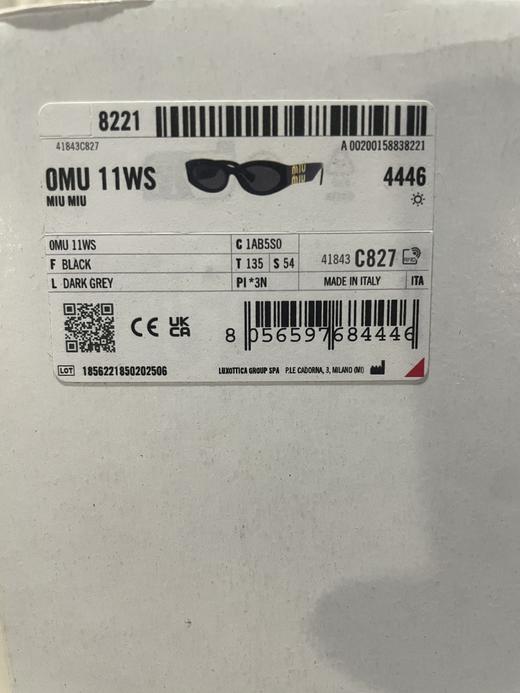 8221
41843C827
A 00200158838221
0MU 11WS
MIU MIU
MIU
MIU
4446
0MU 11WS
C 1AB5S0
F BLACK
T 135 S 54
41843 C827
L DARK GREY
PI *3N
MADE IN ITALY
ITA
CE UK
CA
8 056597 684446
LOT 1856221850202506
LUXOTTICA GROUP SPA P.LE CADORNA, 3, MILANO (MI)